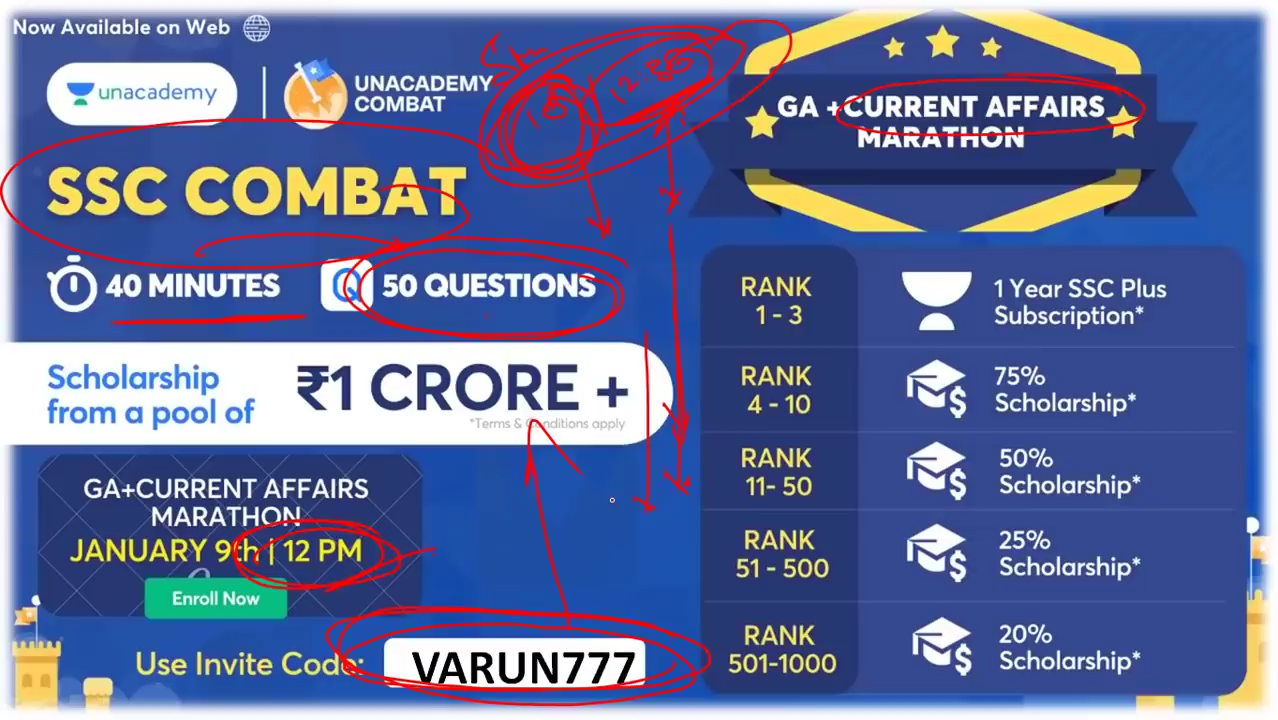 Now Available on Web
unacademy
UNACADEMY
COMBAT
SSC COMBAT
40 MINUTES
50 QUESTIONS
Scholarship
from a pool of
₹1 CRORE +
*Terms & Conditions apply
GA+CURRENT AFFAIRS
MARATHON
JANUARY 9th | 12 PM
Enroll Now
Use Invite Code:
VARUN777
GA +CURRENT AFFAIRS
MARATHON
RANK
1 - 3
1 Year SSC Plus
Subscription*
RANK
4 - 10
75%
Scholarship*
RANK
11- 50
50%
Scholarship*
RANK
51 - 500
25%
Scholarship*
RANK
501-1000
20%
Scholarship*